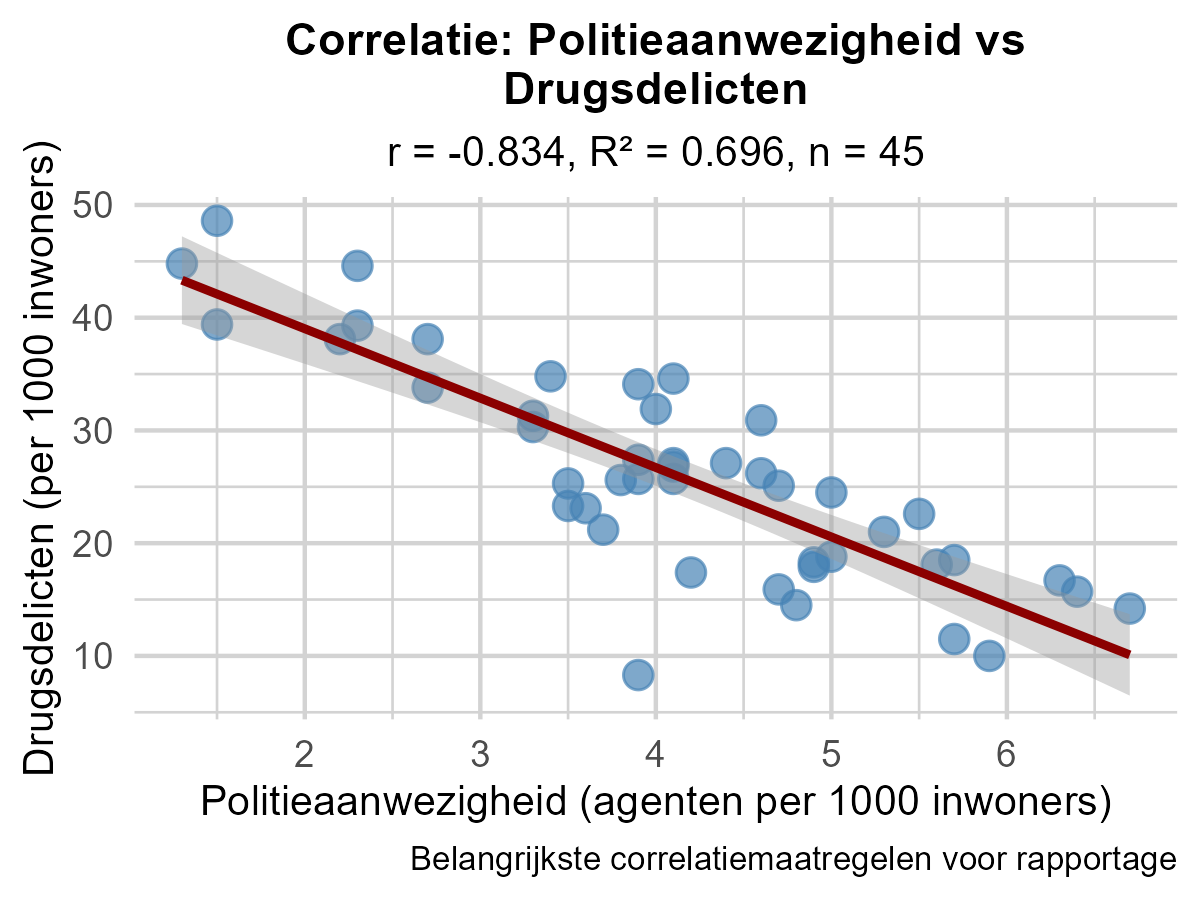 Correlatie: Politieaanwezigheid vs
Drugsdelicten
r = -0.834, R² = 0.696, n = 45
Drugsdelicten (per 1000 inwoners)
50
40
30
20
10
2 3 4 5 6
Politieaanwezigheid (agenten per 1000 inwoners)
Belangrijkste correlatiemaatregelen voor rapportage